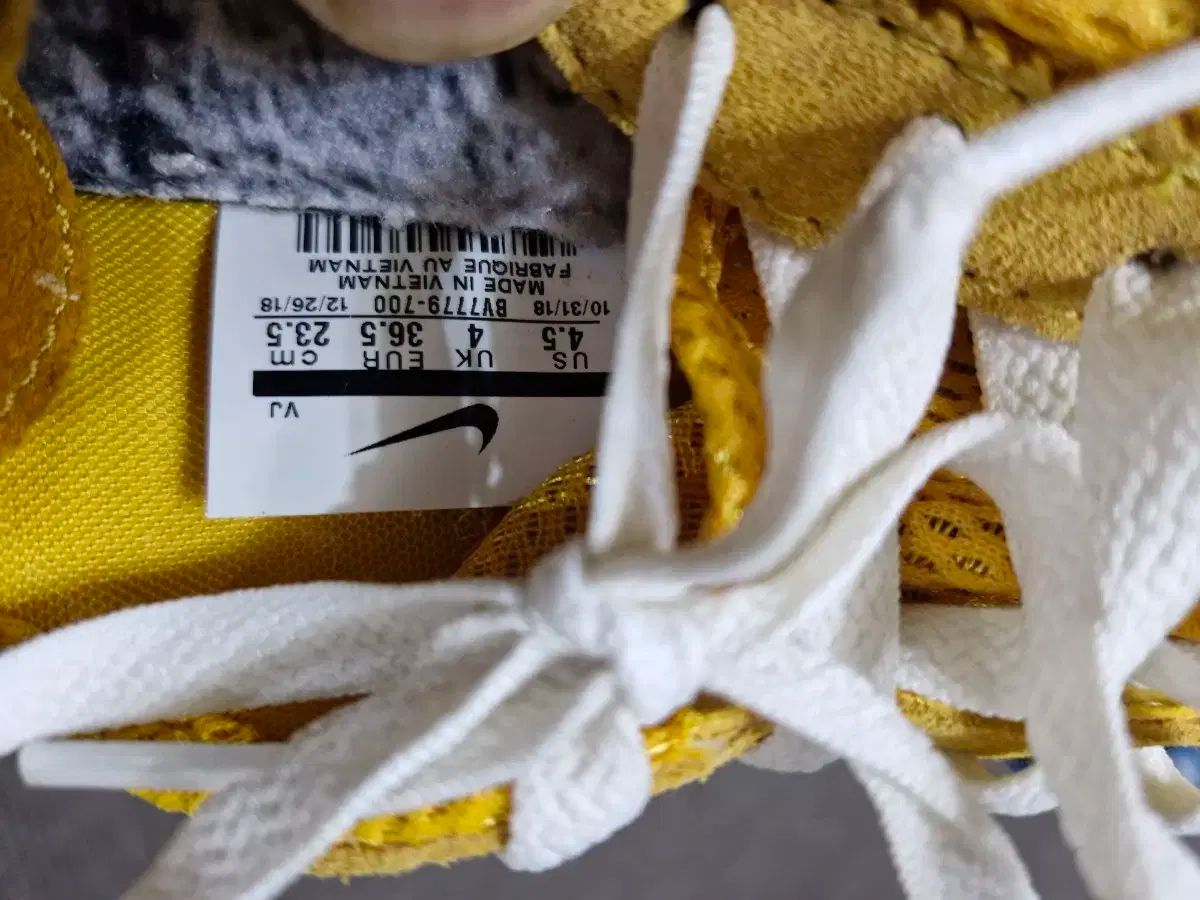 VJ
US UK EUR cm
4.5 4 36.5 23.5
10/31/18 BV7779-700 12/26/18
MADE IN VIETNAM
FABRIQUE AU VIETNAM